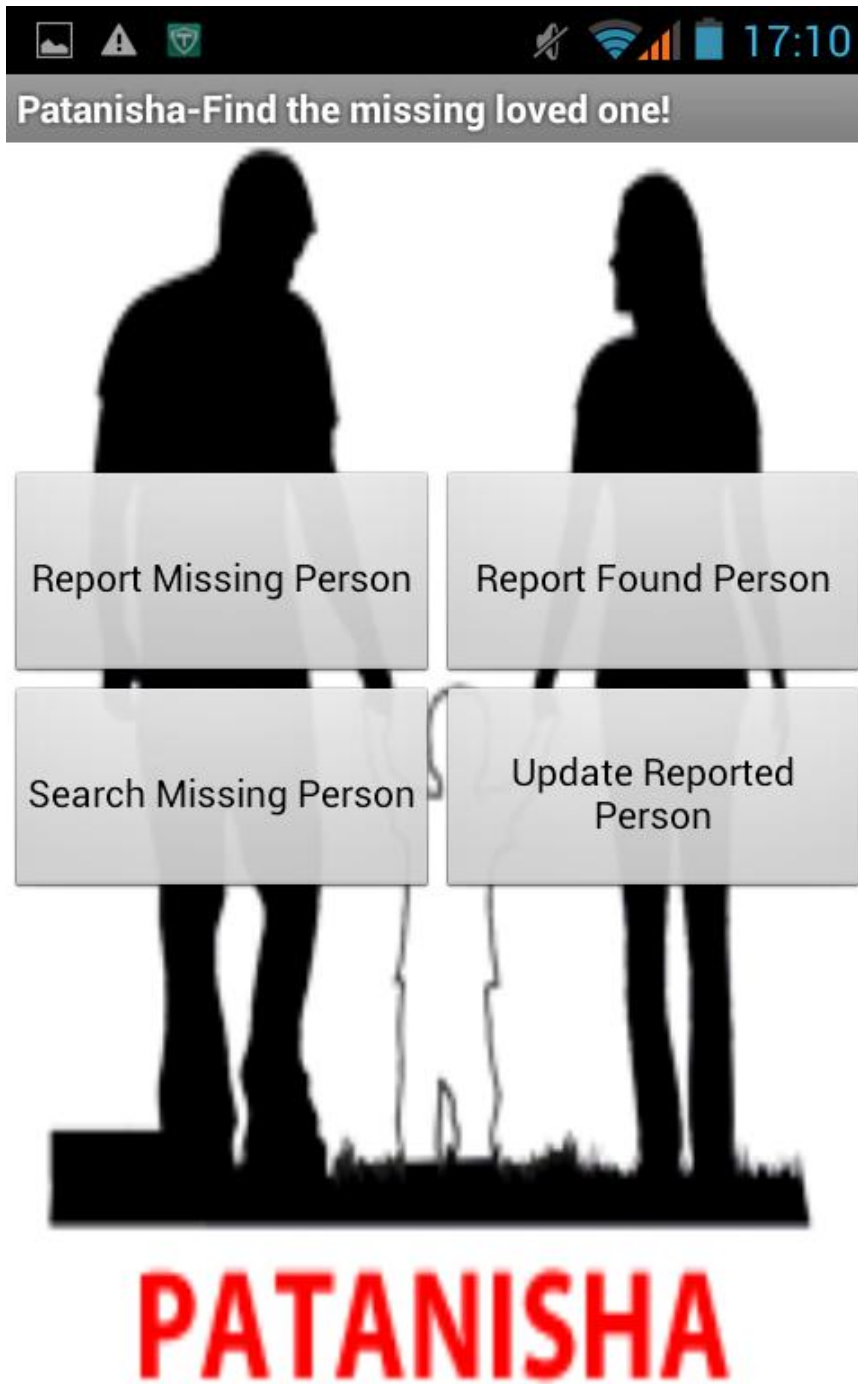 17:10
Patanisha-Find the missing loved one!
Report Missing Person
Report Found Person
Search Missing Person
Update Reported
Person
PATANISHA